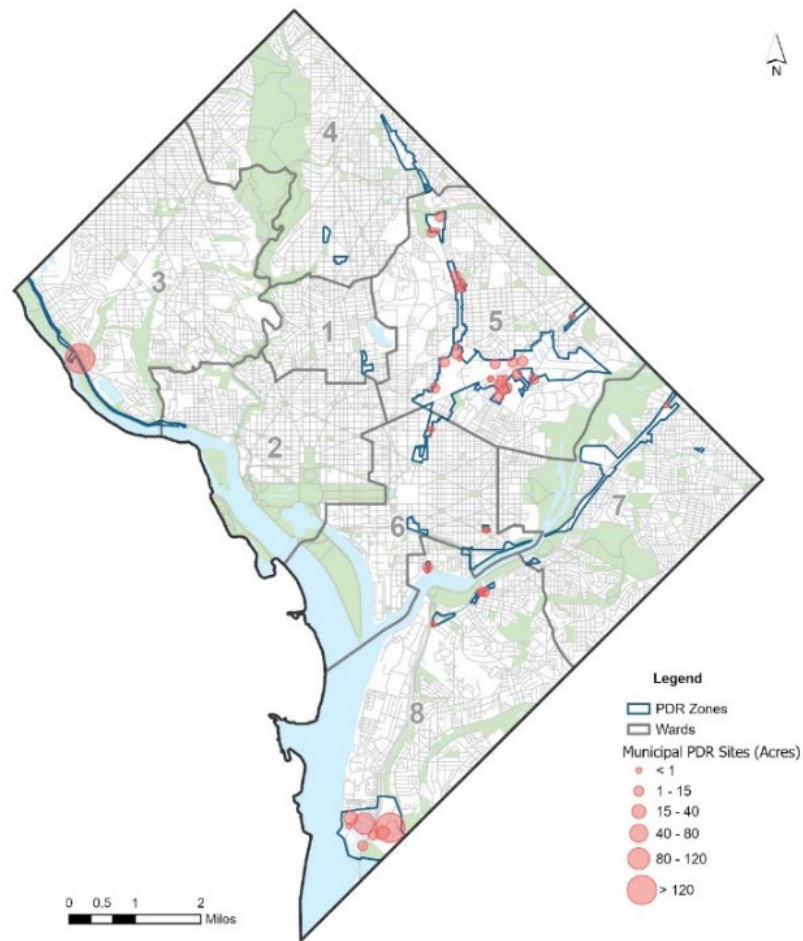 N
4
3
5
1
2
7
6
8
Legend
PDR Zones
Wards
Municipal PDR Sites (Acres)
< 1
1 - 15
15 - 40
40 - 80
80 - 120
> 120
0 0.5 1 2
Miles